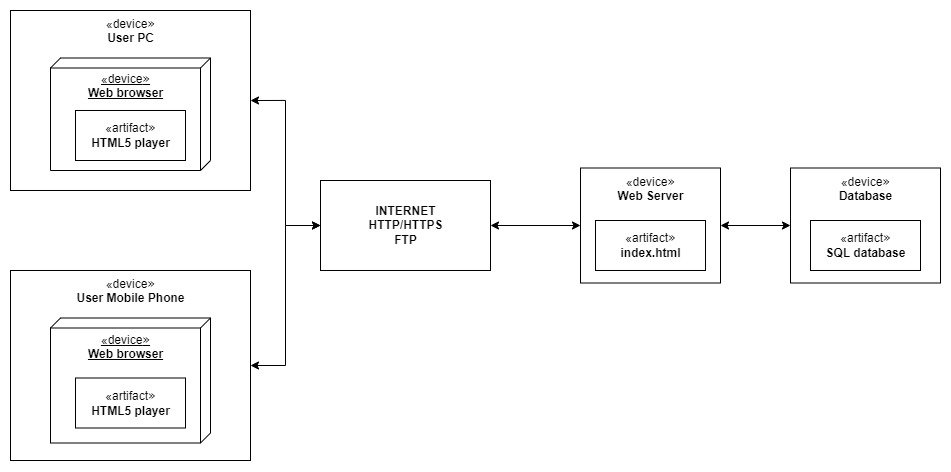 «device»
User PC
«device»
Web browser
«artifact»
HTML5 player
«device»
User Mobile Phone
«device»
Web browser
«artifact»
HTML5 player
INTERNET
HTTP/HTTPS
FTP
«device»
Web Server
«artifact»
index.html
«device»
Database
«artifact»
SQL database